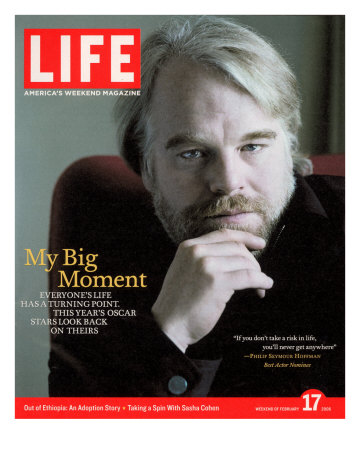 LIFE
AMERICA'S WEEKEND MAGAZINE
My Big
Moment
EVERYONE'S LIFE
HAS A TURNING POINT.
THIS YEAR'S OSCAR
STARS LOOK BACK
ON THEIRS
"If you don't take a risk in life,
you'll never get anywhere"
—PHILIP SEYMOUR HOFFMAN
Best Actor Nominee
Out of Ethiopia: An Adoption Story + Taking a Spin With Sasha Cohen
WEEKEND OF FEBRUARY 17 2006